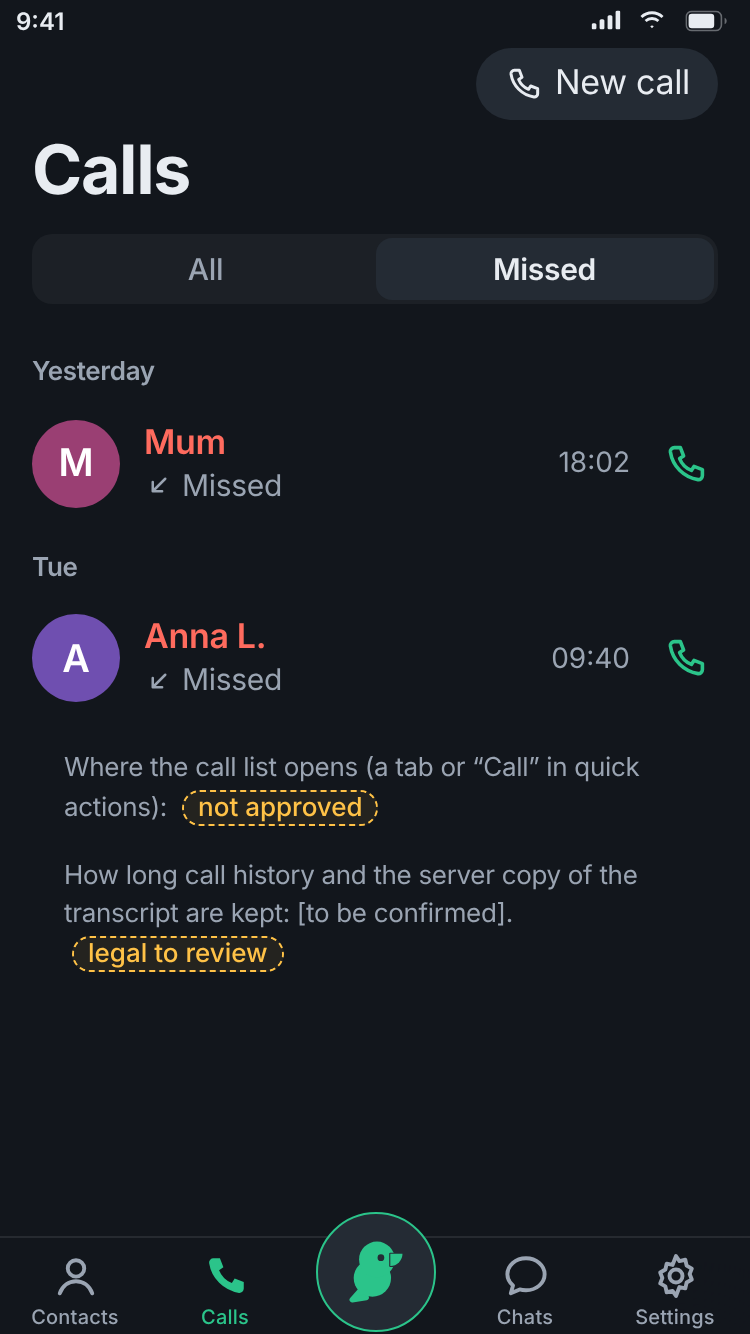 9:41
New call
Calls
All
Missed
Yesterday
M
Mum
Missed
18:02
Tue
A
Anna L.
Missed
09:40
Where the call list opens (a tab or “Call” in quick
actions): not approved
How long call history and the server copy of the
transcript are kept: [to be confirmed].
legal to review
Contacts
Calls
Chats
Settings